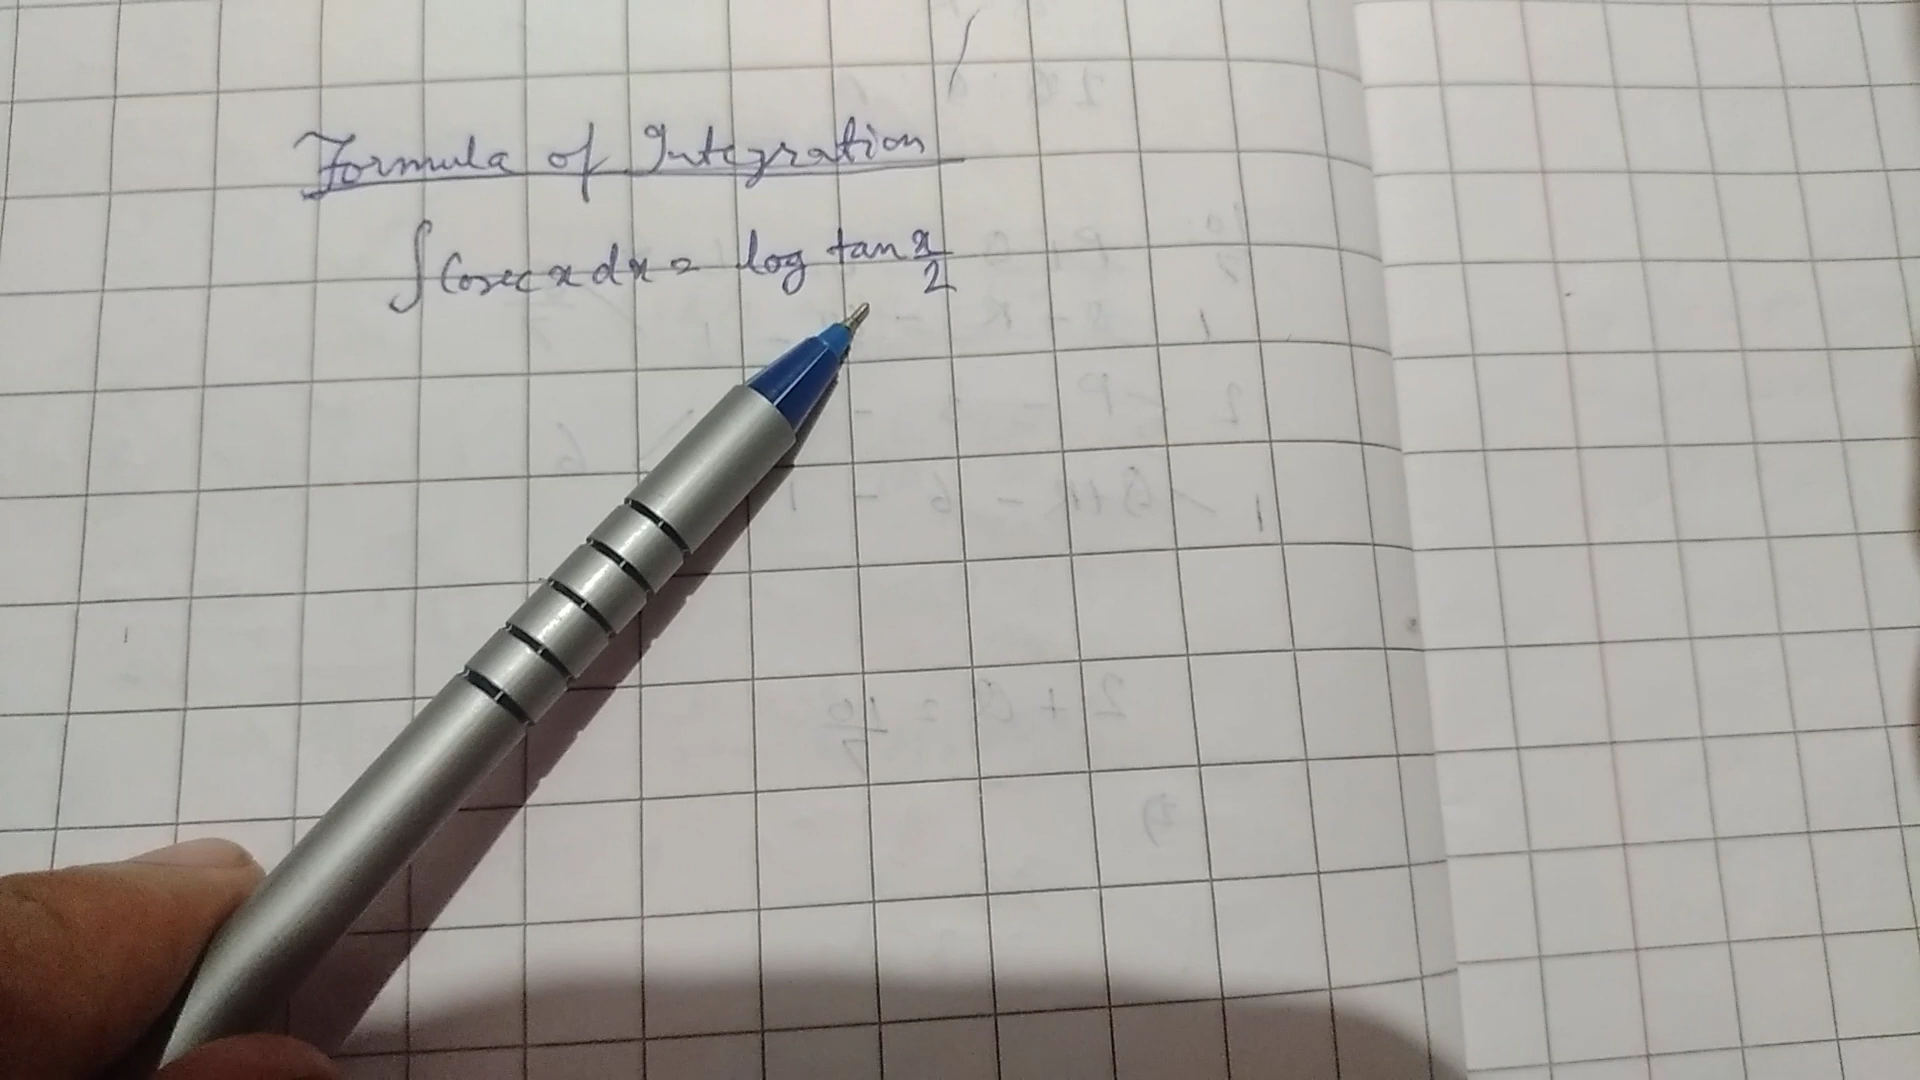 Formula of Integration
∫ Cosec x dx = log tan x/2